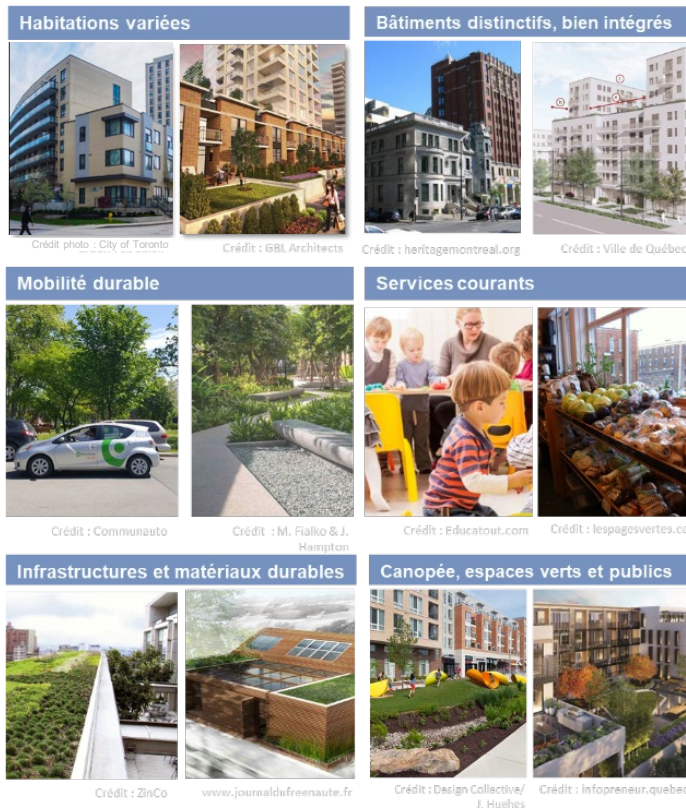 Habitations variées
Bâtiments distinctifs, bien intégrés
Crédit photo : City of Toronto
Crédit : GBL Architects
Crédit : heritagemontreal.org
Crédit : Ville de Québec
Mobilité durable
Services courants
Crédit : Communauto
Crédit : M. Fialko & J.
Hampton
Crédit : Educatout.com
Crédit : lespagesvertes.ca
Infrastructures et matériaux durables
Canopée, espaces verts et publics
Crédit : ZinCo
www.journaldufreenaute.fr
Crédit : Design Collective/
J. Hughes
Crédit : infopreneur.quebec